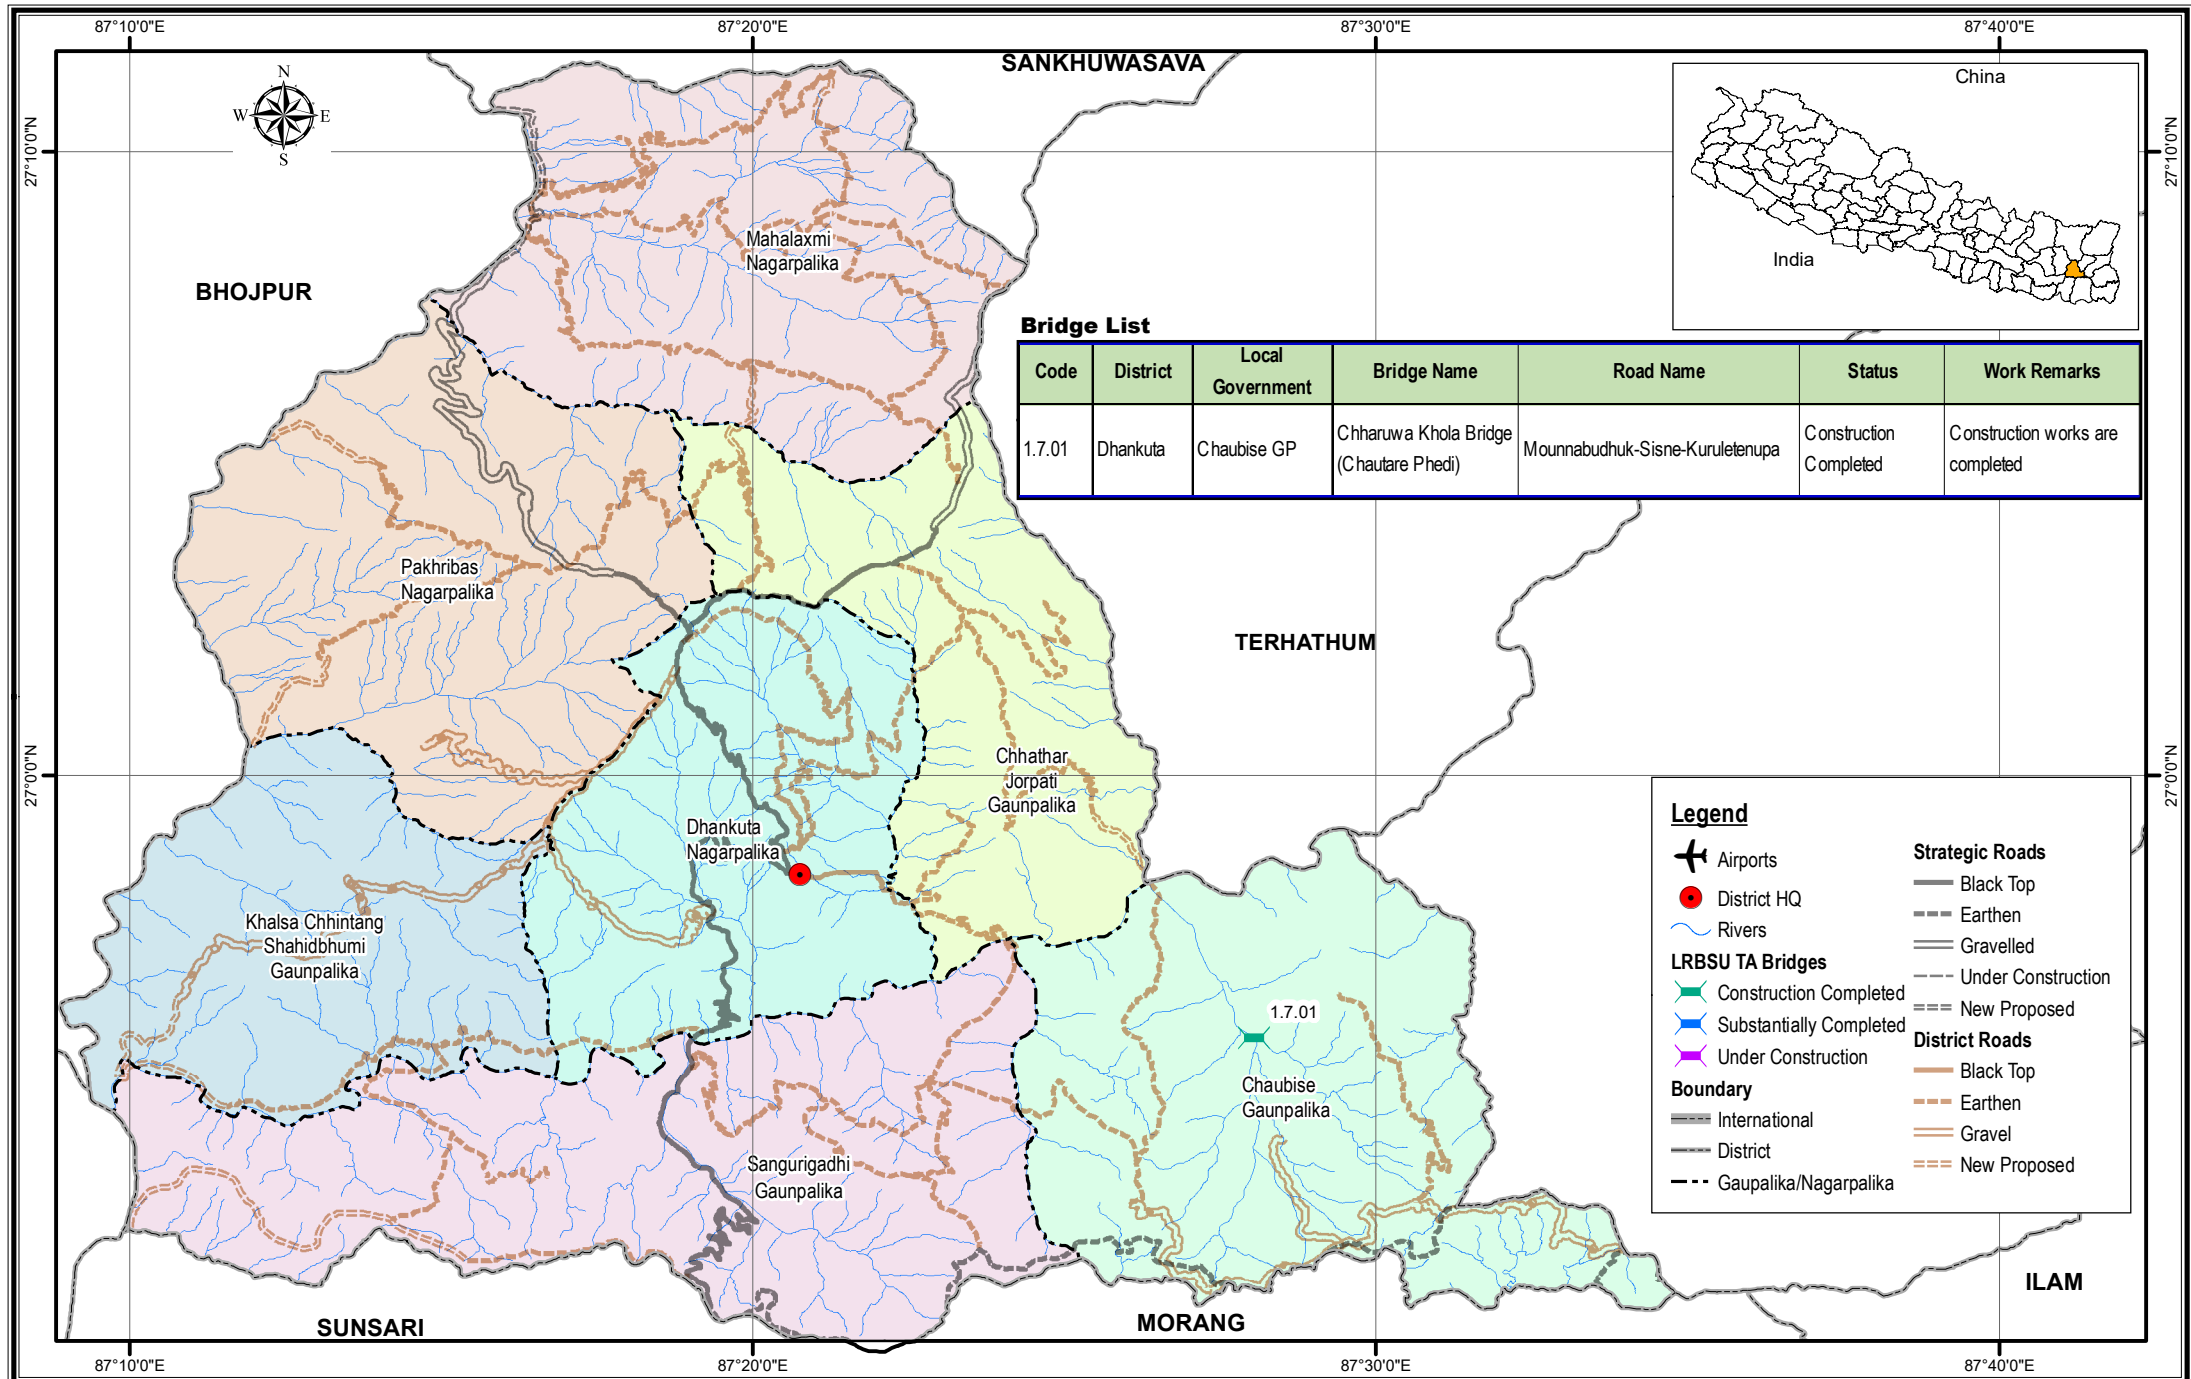 87°10'0"E
87°20'0"E
87°30'0"E
87°40'0"E
27°10'0"N
27°10'0"N
27°0'0"N
27°0'0"N
N
W
E
S
SANKHUWASAVA
BHOJPUR
TERHATHUM
SUNSARI
MORANG
ILAM
China
India
Mahalaxmi
Nagarpalika
Bridge List
Code
District
Local
Government
Bridge Name
Road Name
Status
Work Remarks
1.7.01
Dhankuta
Chaubise GP
Chharuwa Khola Bridge
(Chautare Phedi)
Mounnabudhuk-Sisne-Kuruletenupa
Construction
Completed
Construction works are
completed
Pakhribas
Nagarpalika
Chhathar
Jorpati
Gaunpalika
Dhankuta
Nagarpalika
Khalsa Chhintang
Shahidbhumi
Gaunpalika
1.7.01
Chaubise
Gaunpalika
Sangurigadhi
Gaunpalika
Legend
Airports
District HQ
Rivers
LRBSU TA Bridges
Construction Completed
Substantially Completed
Under Construction
Boundary
International
District
Gaupalika/Nagarpalika
Strategic Roads
Black Top
Earthen
Gravelled
Under Construction
New Proposed
District Roads
Black Top
Earthen
Gravel
New Proposed
87°10'0"E
87°20'0"E
87°30'0"E
87°40'0"E